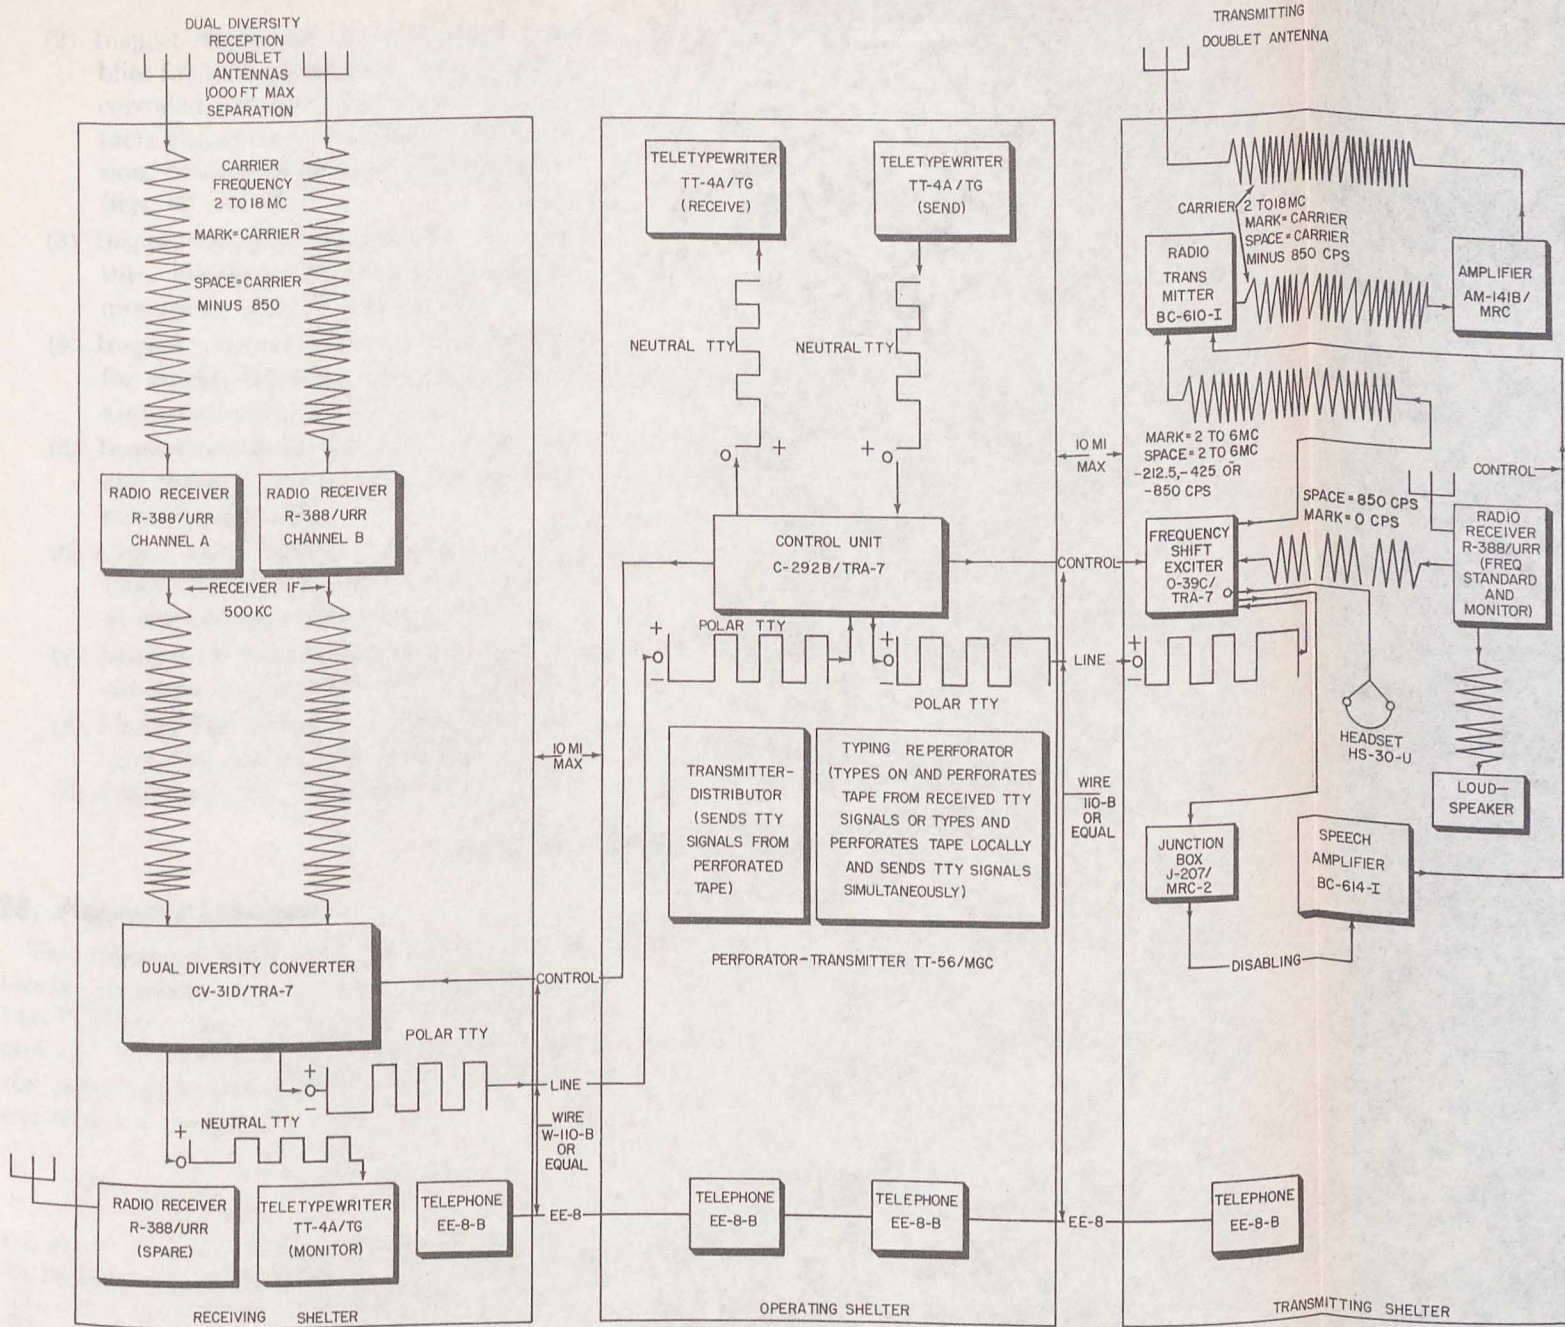 DUAL DIVERSITY
RECEPTION
DOUBLET
ANTENNAS
1,000 FT MAX
SEPARATION
CARRIER
FREQUENCY
2 TO 18 MC
MARK=CARRIER
SPACE=CARRIER
MINUS 850
RADIO RECEIVER
R-388/URR
CHANNEL A
RADIO RECEIVER
R-388/URR
CHANNEL B
RECEIVER IF
500KC
DUAL DIVERSITY CONVERTER
CV-31D/TRA-7
POLAR TTY
+
O
-
NEUTRAL TTY
+
O
RADIO RECEIVER
R-388/URR
(SPARE)
TELETYPEWRITER
TT-4A/TG
(MONITOR)
TELEPHONE
EE-8-B
RECEIVING SHELTER
10 MI
MAX
CONTROL
LINE
WIRE
W-110-B
OR
EQUAL
EE-8
TELETYPEWRITER
TT-4A/TG
(RECEIVE)
TELETYPEWRITER
TT-4A/TG
(SEND)
NEUTRAL TTY
NEUTRAL TTY
O +
+ O
CONTROL UNIT
C-292B/TRA-7
POLAR TTY
+
O
-
+
O
-
POLAR TTY
TRANSMITTER-
DISTRIBUTOR
(SENDS TTY
SIGNALS FROM
PERFORATED
TAPE)
TYPING REPERFORATOR
(TYPES ON AND PERFORATES
TAPE FROM RECEIVED TTY
SIGNALS OR TYPES AND
PERFORATES TAPE LOCALLY
AND SENDS TTY SIGNALS
SIMULTANEOUSLY)
PERFORATOR-TRANSMITTER TT-56/MGC
TELEPHONE
EE-8-B
TELEPHONE
EE-8-B
OPERATING SHELTER
10 MI
MAX
CONTROL
LINE
WIRE
110-B
OR
EQUAL
EE-8
TRANSMITTING
DOUBLET ANTENNA
CARRIER
2 TO 18 MC
MARK=CARRIER
SPACE=CARRIER
MINUS 850 CPS
RADIO
TRANS
MITTER
BC-610-I
AMPLIFIER
AM-141B/
MRC
MARK=2 TO 6MC
SPACE=2 TO 6MC
-212.5,-425 OR
-850 CPS
CONTROL
SPACE=850 CPS
MARK=0 CPS
FREQUENCY
SHIFT
EXCITER
O-39C/
TRA-7
O
RADIO
RECEIVER
R-388/URR
(FREQ
STANDARD
AND
MONITOR)
+
O
-
HEADSET
HS-30-U
LOUD-
SPEAKER
JUNCTION
BOX
J-207/
MRC-2
SPEECH
AMPLIFIER
BC-614-I
DISABLING
TELEPHONE
EE-8-B
TRANSMITTING SHELTER